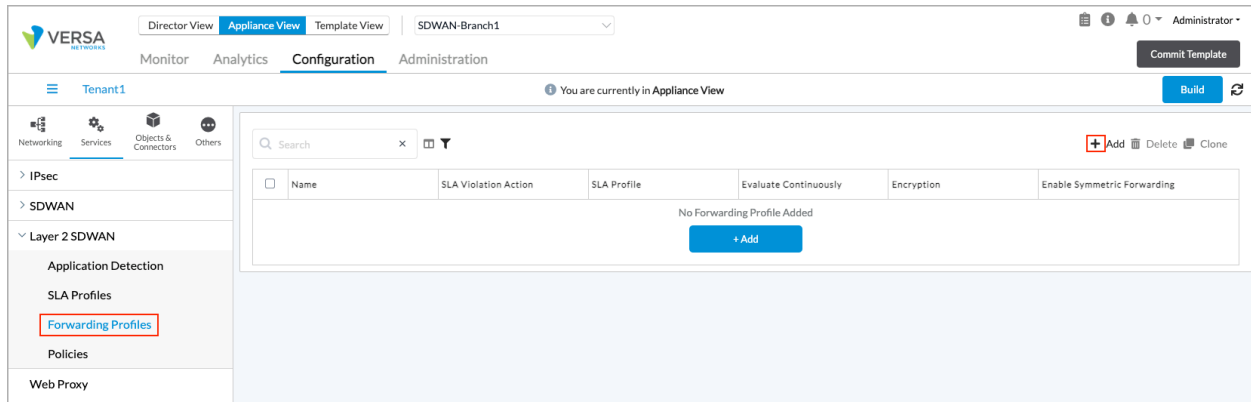 VERSA
NETWORKS
Director View Appliance View Template View SDWAN-Branch1
0 Administrator
Monitor Analytics Configuration Administration
Commit Template
Tenant1
You are currently in Appliance View
Build
Networking Services Objects & Connectors Others
Search
Add Delete Clone
> IPsec
Name SLA Violation Action SLA Profile Evaluate Continuously Encryption Enable Symmetric Forwarding
> SDWAN
No Forwarding Profile Added
Layer 2 SDWAN
+ Add
Application Detection
SLA Profiles
Forwarding Profiles
Policies
Web Proxy